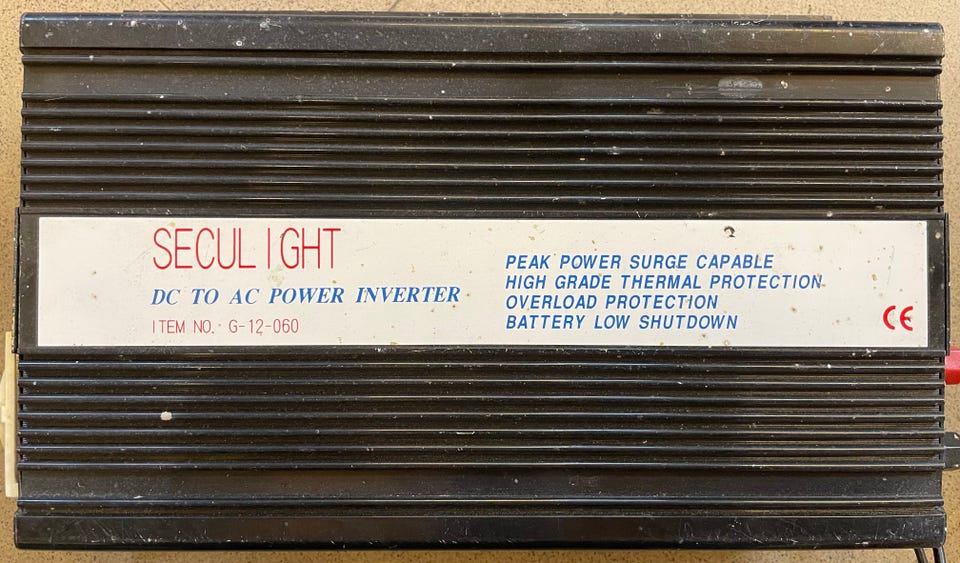 SECULIGHT
DC TO AC POWER INVERTER
ITEM NO. G-12-060
PEAK POWER SURGE CAPABLE
HIGH GRADE THERMAL PROTECTION
OVERLOAD PROTECTION
BATTERY LOW SHUTDOWN
CE